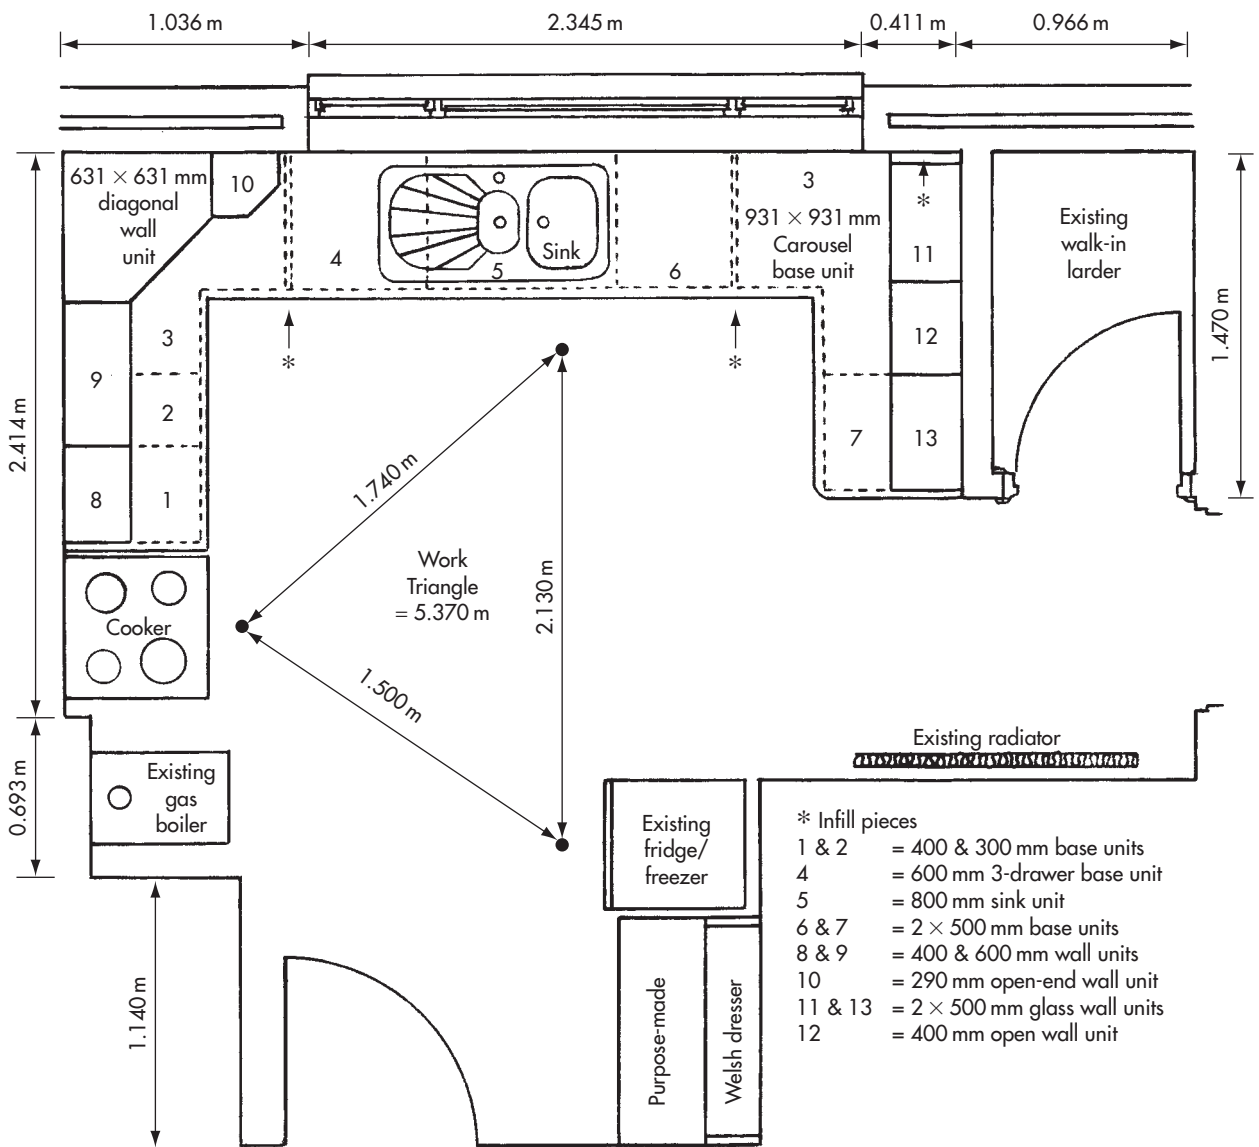 1.036 m
2.345 m
0.411 m
0.966 m
631 × 631 mm
diagonal
wall
unit
10
4
5
Sink
6
3
931 × 931 mm
Carousel
base unit
*
11
Existing
walk-in
larder
3
*
*
12
9
2
7
13
8
1
2.414 m
1.470 m
1.740 m
Work
Triangle
= 5.370 m
2.130 m
Cooker
1.500 m
Existing radiator
0.693 m
Existing
gas
boiler
Existing
fridge/
freezer
* Infill pieces
1 & 2 = 400 & 300 mm base units
4 = 600 mm 3-drawer base unit
5 = 800 mm sink unit
6 & 7 = 2 × 500 mm base units
8 & 9 = 400 & 600 mm wall units
10 = 290 mm open-end wall unit
11 & 13 = 2 × 500 mm glass wall units
12 = 400 mm open wall unit
1.140 m
Purpose-made
Welsh dresser